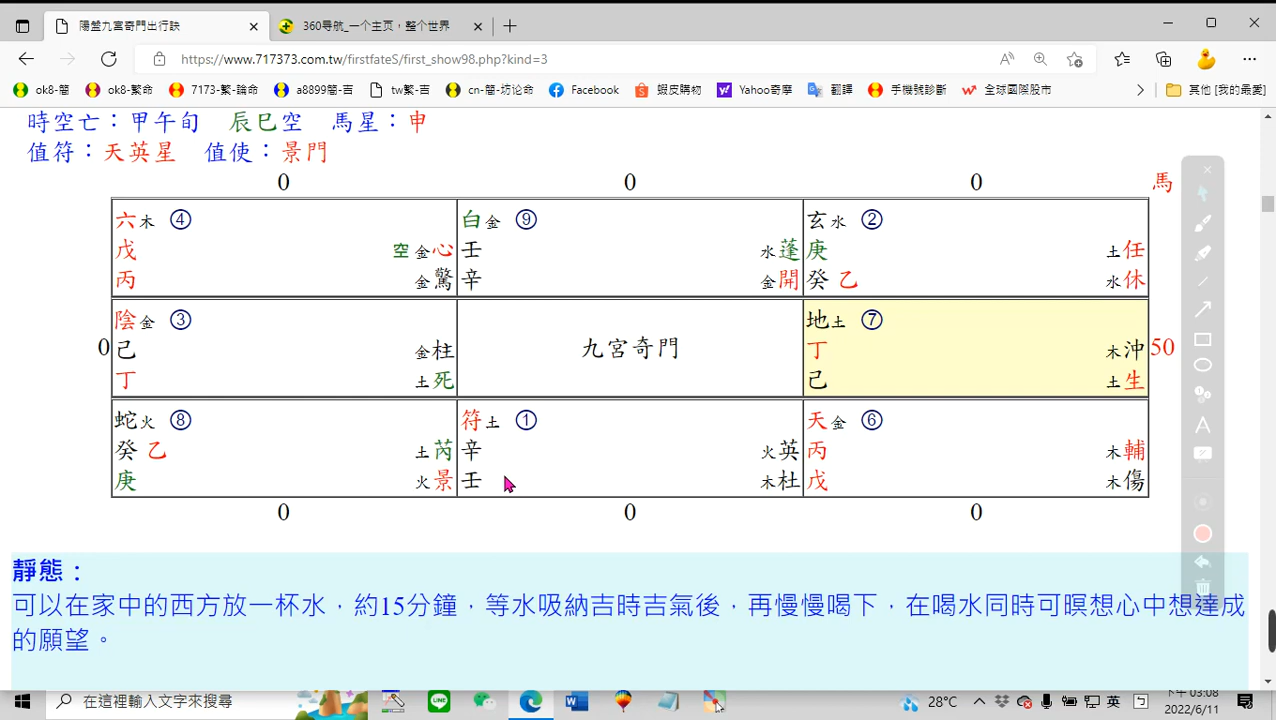 陽盤九宮奇門出行訣
360导航_一个主页，整个世界
https://www.717373.com.tw/firstfateS/first_show98.php?kind=3
ok8-簡 ok8-繁命 7173-繁-論命 a8899簡-吉 tw繁-吉 cn-簡-坊论命 Facebook 蝦皮購物 Yahoo奇摩 翻譯 手機號診斷 全球國際股市 其他 [我的最愛]
時空亡：甲午旬 辰巳空 馬星：申
值符：天英星 值使：景門
0 0 0 馬
六木 ④ 白金 ⑨ 玄水 ②
戊 空 金心 壬 水蓬 庚 土任
丙 金驚 辛 金開 癸 乙 水休
陰金 ③ 地土 ⑦
0 己 金柱 九宮奇門 丁 木沖 50
丁 土死 己 土生
蛇火 ⑧ 符土 ① 天金 ⑥
癸 乙 土芮 辛 火英 丙 木輔
庚 火景 壬 木杜 戊 木傷
0 0 0
靜態：
可以在家中的西方放一杯水，約15分鐘，等水吸納吉時吉氣後，再慢慢喝下，在喝水同時可暝想心中想達成
的願望。
在這裡輸入文字來搜尋
28°C 英
下午 03:08
2022/6/11